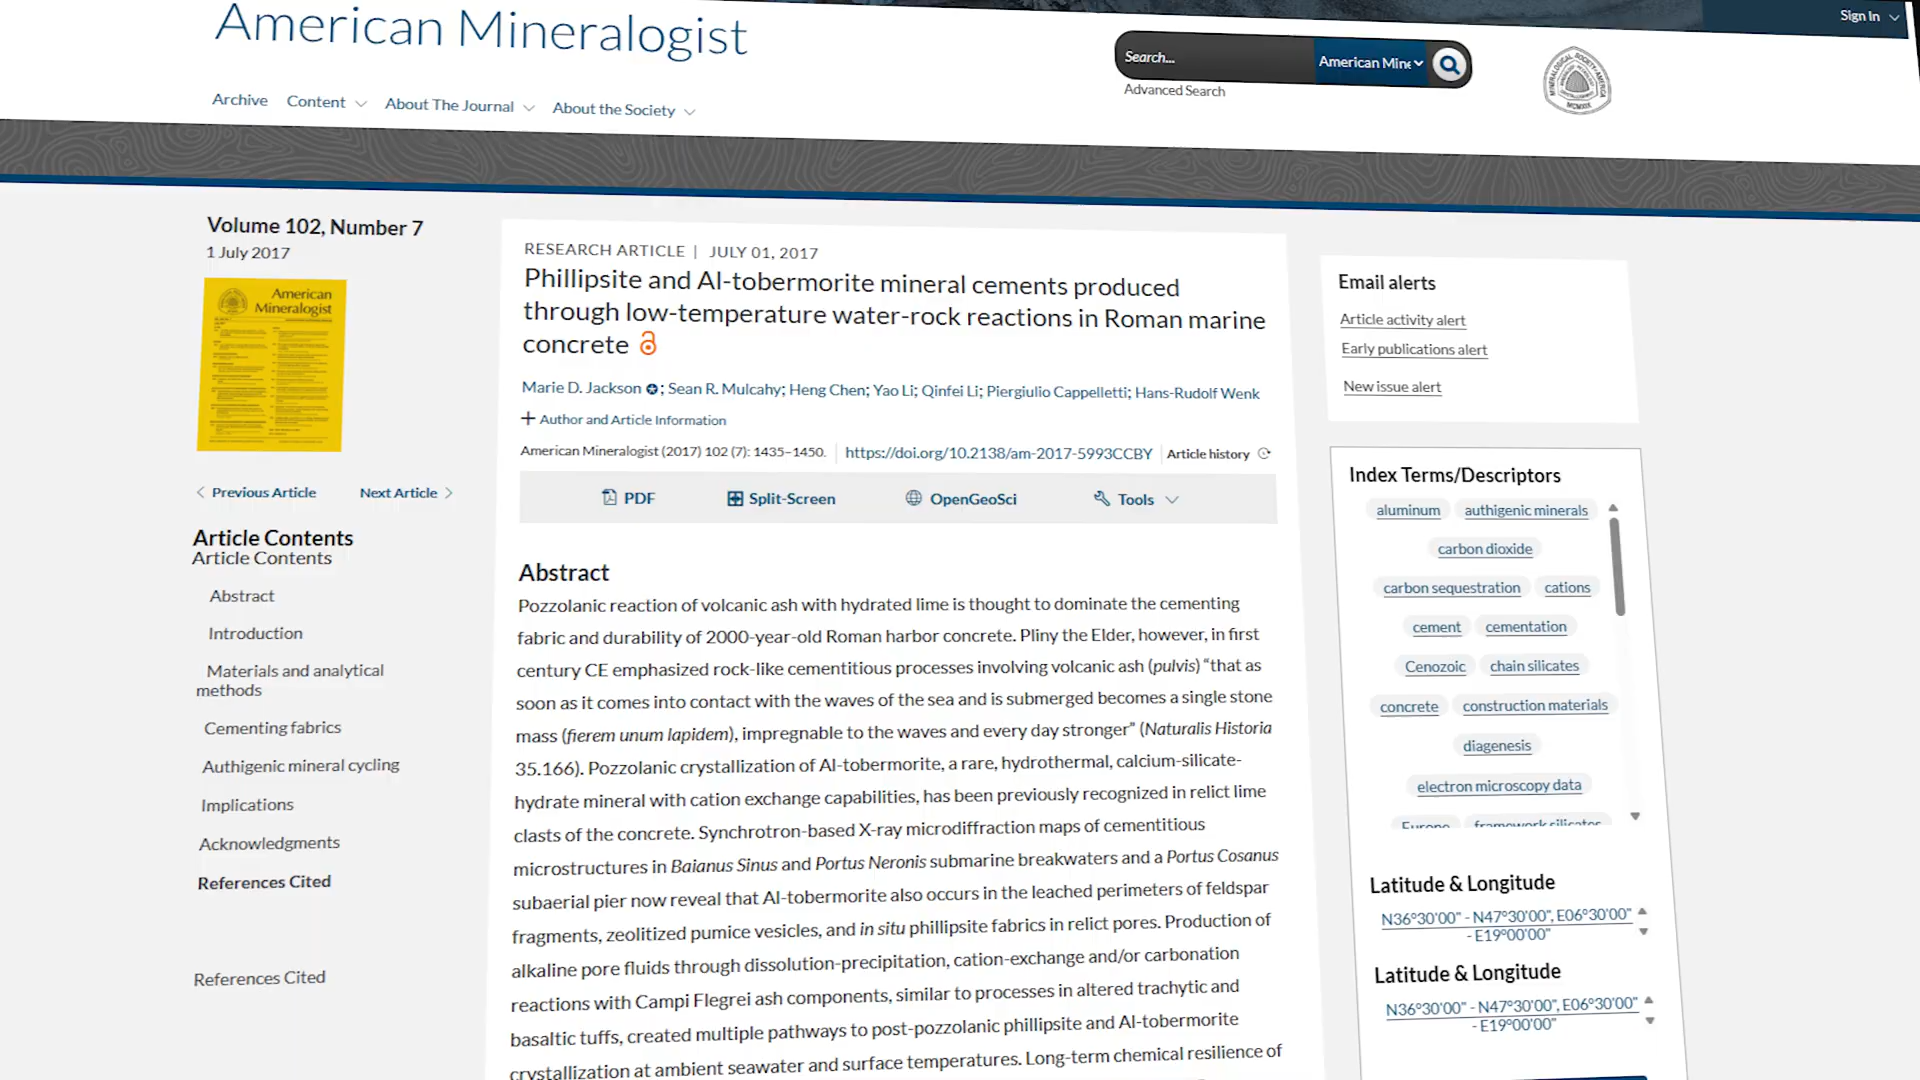 American Mineralogist
Sign In
Search...
American Mine
Advanced Search
Archive
Content
About The Journal
About the Society
MINERALOGICAL SOCIETY OF AMERICA
MCMXIX
Volume 102, Number 7
1 July 2017
American
Mineralogist
Previous Article
Next Article
Article Contents
Article Contents
Abstract
Introduction
Materials and analytical
methods
Cementing fabrics
Authigenic mineral cycling
Implications
Acknowledgments
References Cited
References Cited
RESEARCH ARTICLE | JULY 01, 2017
Phillipsite and Al-tobermorite mineral cements produced
through low-temperature water-rock reactions in Roman marine
concrete
Marie D. Jackson; Sean R. Mulcahy; Heng Chen; Yao Li; Qinfei Li; Piergiulio Cappelletti; Hans-Rudolf Wenk
+ Author and Article Information
American Mineralogist (2017) 102 (7): 1435–1450.
https://doi.org/10.2138/am-2017-5993CCBY
Article history
PDF
Split-Screen
OpenGeoSci
Tools
Abstract
Pozzolanic reaction of volcanic ash with hydrated lime is thought to dominate the cementing
fabric and durability of 2000-year-old Roman harbor concrete. Pliny the Elder, however, in first
century CE emphasized rock-like cementitious processes involving volcanic ash (pulvis) “that as
soon as it comes into contact with the waves of the sea and is submerged becomes a single stone
mass (fierem unum lapidem), impregnable to the waves and every day stronger” (Naturalis Historia
35.166). Pozzolanic crystallization of Al-tobermorite, a rare, hydrothermal, calcium-silicate-
hydrate mineral with cation exchange capabilities, has been previously recognized in relict lime
clasts of the concrete. Synchrotron-based X-ray microdiffraction maps of cementitious
microstructures in Baianus Sinus and Portus Neronis submarine breakwaters and a Portus Cosanus
subaerial pier now reveal that Al-tobermorite also occurs in the leached perimeters of feldspar
fragments, zeolitized pumice vesicles, and in situ phillipsite fabrics in relict pores. Production of
alkaline pore fluids through dissolution-precipitation, cation-exchange and/or carbonation
reactions with Campi Flegrei ash components, similar to processes in altered trachytic and
basaltic tuffs, created multiple pathways to post-pozzolanic phillipsite and Al-tobermorite
crystallization at ambient seawater and surface temperatures. Long-term chemical resilience of
Email alerts
Article activity alert
Early publications alert
New issue alert
Index Terms/Descriptors
aluminum
authigenic minerals
carbon dioxide
carbon sequestration
cations
cement
cementation
Cenozoic
chain silicates
concrete
construction materials
diagenesis
electron microscopy data
Europe
framework silicates
Latitude & Longitude
N36°30'00" - N47°30'00", E06°30'00"
- E19°00'00"
Latitude & Longitude
N36°30'00" - N47°30'00", E06°30'00"
- E19°00'00"